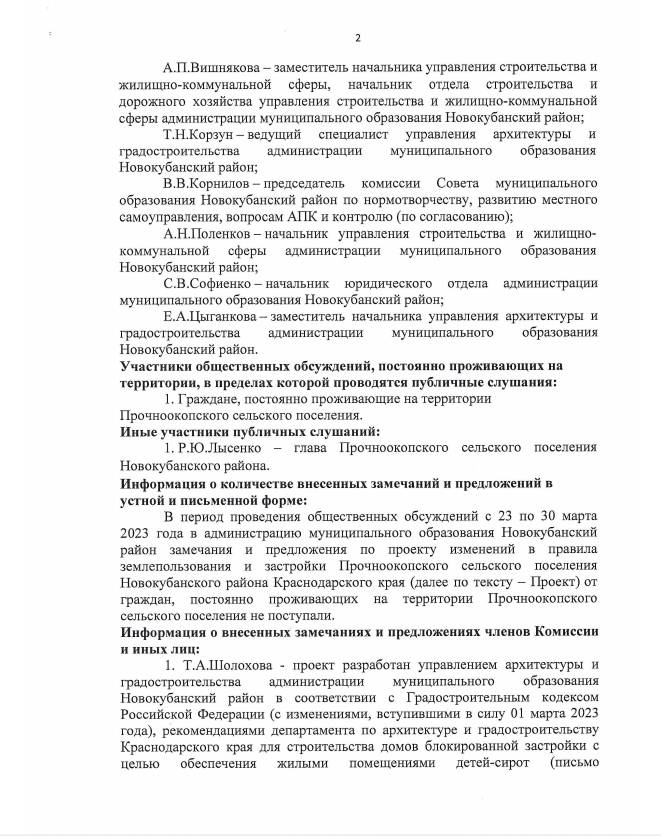 2
А.П.Вишнякова – заместитель начальника управления строительства и
жилищно-коммунальной сферы, начальник отдела строительства и
дорожного хозяйства управления строительства и жилищно-коммунальной
сферы администрации муниципального образования Новокубанский район;
Т.Н.Корзун – ведущий специалист управления архитектуры и
градостроительства администрации муниципального образования
Новокубанский район;
В.В.Корнилов – председатель комиссии Совета муниципального
образования Новокубанский район по нормотворчеству, развитию местного
самоуправления, вопросам АПК и контролю (по согласованию);
А.Н.Поленков – начальник управления строительства и жилищно-
коммунальной сферы администрации муниципального образования
Новокубанский район;
С.В.Софиенко – начальник юридического отдела администрации
муниципального образования Новокубанский район;
Е.А.Цыганкова – заместитель начальника управления архитектуры и
градостроительства администрации муниципального образования
Новокубанский район.
Участники общественных обсуждений, постоянно проживающих на
территории, в пределах которой проводятся публичные слушания:
1. Граждане, постоянно проживающие на территории
Прочноокопского сельского поселения.
Иные участники публичных слушаний:
1. Р.Ю.Лысенко – глава Прочноокопского сельского поселения
Новокубанского района.
Информация о количестве внесенных замечаний и предложений в
устной и письменной форме:
В период проведения общественных обсуждений с 23 по 30 марта
2023 года в администрацию муниципального образования Новокубанский
район замечания и предложения по проекту изменений в правила
землепользования и застройки Прочноокопского сельского поселения
Новокубанского района Краснодарского края (далее по тексту – Проект) от
граждан, постоянно проживающих на территории Прочноокопского
сельского поселения не поступали.
Информация о внесенных замечаниях и предложениях членов Комиссии
и иных лиц:
1. Т.А.Шолохова - проект разработан управлением архитектуры и
градостроительства администрации муниципального образования
Новокубанский район в соответствии с Градостроительным кодексом
Российской Федерации (с изменениями, вступившими в силу 01 марта 2023
года), рекомендациями департамента по архитектуре и градостроительству
Краснодарского края для строительства домов блокированной застройки с
целью обеспечения жилыми помещениями детей-сирот (письмо